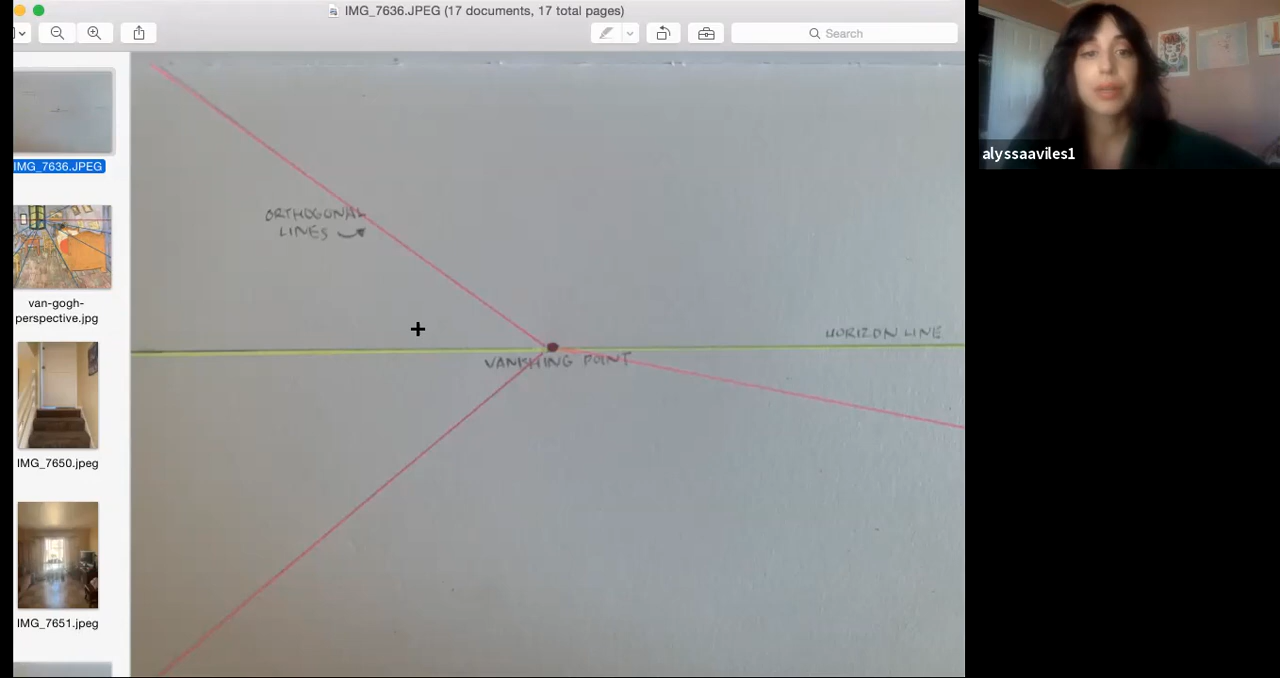 IMG_7636.JPEG (17 documents, 17 total pages)
Search
IMG_7636.JPEG
van-gogh-
perspective.jpg
IMG_7650.jpeg
IMG_7651.jpeg
ORTHOGONAL
LINES
HORIZON LINE
VANISHING POINT
alyssaaviles1